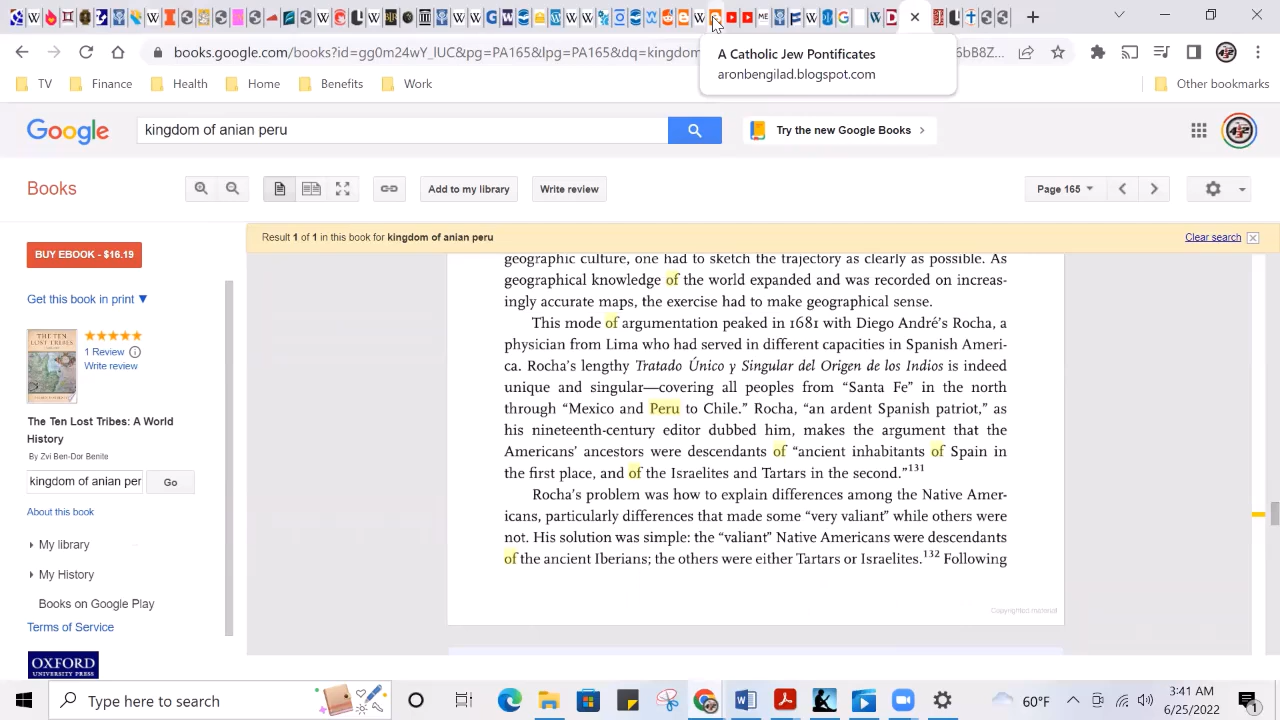 A Catholic Jew Pontificates
aronbengilad.blogspot.com
books.google.com/books?id=gg0m24wY_lUC&pg=PA165&lpg=PA165&dq=kingdom
6bB8Z...
TV Finance Health Home Benefits Work Other bookmarks
Google kingdom of anian peru Try the new Google Books
Books Add to my library Write review Page 165
Result 1 of 1 in this book for kingdom of anian peru Clear search
BUY EBOOK - $16.19
Get this book in print ▼
1 Review
Write review
The Ten Lost Tribes: A World
History
By Zvi Ben-Dor Benite
kingdom of anian per Go
About this book
My library
My History
Books on Google Play
Terms of Service
OXFORD
UNIVERSITY PRESS
geographic culture, one had to sketch the trajectory as clearly as possible. As
geographical knowledge of the world expanded and was recorded on increas-
ingly accurate maps, the exercise had to make geographical sense.
This mode of argumentation peaked in 1681 with Diego André's Rocha, a
physician from Lima who had served in different capacities in Spanish Ameri-
ca. Rocha's lengthy Tratado Único y Singular del Origen de los Indios is indeed
unique and singular—covering all peoples from “Santa Fe” in the north
through “Mexico and Peru to Chile.” Rocha, “an ardent Spanish patriot,” as
his nineteenth-century editor dubbed him, makes the argument that the
Americans' ancestors were descendants of “ancient inhabitants of Spain in
the first place, and of the Israelites and Tartars in the second.”131
Rocha's problem was how to explain differences among the Native Amer-
icans, particularly differences that made some “very valiant” while others were
not. His solution was simple: the “valiant” Native Americans were descendants
of the ancient Iberians; the others were either Tartars or Israelites.132 Following
Copyrighted material
Type here to search
60°F
3:41 AM
6/25/2022